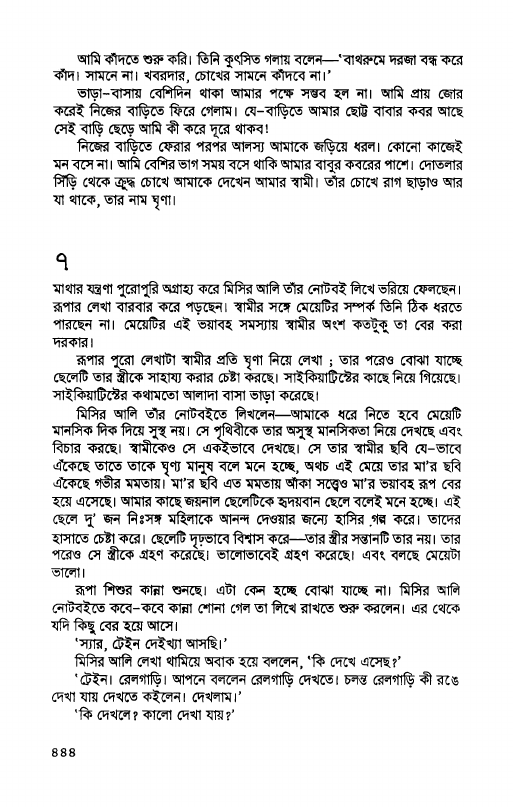 আমি কাঁদতে শুরু করি। তিনি কুৎসিত গলায় বলেন—‘বাথরুমে দরজা বন্ধ করে
কাঁদ। সামনে না। খবরদার, চোখের সামনে কাঁদবে না।’
ভাড়া-বাসায় বেশিদিন থাকা আমার পক্ষে সম্ভব হল না। আমি প্রায় জোর
করেই নিজের বাড়িতে ফিরে গেলাম। যে-বাড়িতে আমার ছোট্ট বাবার কবর আছে
সেই বাড়ি ছেড়ে আমি কী করে দূরে থাকব!
নিজের বাড়িতে ফেরার পরপর আলস্য আমাকে জড়িয়ে ধরল। কোনো কাজেই
মন বসে না। আমি বেশির ভাগ সময় বসে থাকি আমার বাবুর কবরের পাশে। দোতলার
সিঁড়ি থেকে ক্রুদ্ধ চোখে আমাকে দেখেন আমার স্বামী। তাঁর চোখে রাগ ছাড়াও আর
যা থাকে, তার নাম ঘৃণা।
৭
মাথার যন্ত্রণা পুরোপুরি অগ্রাহ্য করে মিসির আলি তাঁর নোটবই লিখে ভরিয়ে ফেলছেন।
রূপার লেখা বারবার করে পড়ছেন। স্বামীর সঙ্গে মেয়েটির সম্পর্ক তিনি ঠিক ধরতে
পারছেন না। মেয়েটির এই ভয়াবহ সমস্যায় স্বামীর অংশ কতটুকু তা বের করা
দরকার।
রূপার পুরো লেখাটা স্বামীর প্রতি ঘৃণা নিয়ে লেখা ; তার পরেও বোঝা যাচ্ছে
ছেলেটি তার স্ত্রীকে সাহায্য করার চেষ্টা করছে। সাইকিয়াট্রিস্টের কাছে নিয়ে গিয়েছে।
সাইকিয়াট্রিস্টের কথামতো আলাদা বাসা ভাড়া করেছে।
মিসির আলি তাঁর নোটবইতে লিখলেন—আমাকে ধরে নিতে হবে মেয়েটি
মানসিক দিক দিয়ে সুস্থ নয়। সে পৃথিবীকে তার অসুস্থ মানসিকতা নিয়ে দেখছে এবং
বিচার করছে। স্বামীকেও সে একইভাবে দেখছে। সে তার স্বামীর ছবি যে-ভাবে
এঁকেছে তাতে তাকে ঘৃণ্য মানুষ বলে মনে হচ্ছে, অথচ এই মেয়ে তার মা’র ছবি
এঁকেছে গভীর মমতায়। মা’র ছবি এত মমতায় আঁকা সত্ত্বেও মা’র ভয়াবহ রূপ বের
হয়ে এসেছে। আমার কাছে জয়নাল ছেলেটিকে হৃদয়বান ছেলে বলেই মনে হচ্ছে। এই
ছেলে দু’ জন নিঃসঙ্গ মহিলাকে আনন্দ দেওয়ার জন্যে হাসির গল্প করে। তাদের
হাসাতে চেষ্টা করে। ছেলেটি দৃঢ়ভাবে বিশ্বাস করে—তার স্ত্রীর সন্তানটি তার নয়। তার
পরেও সে স্ত্রীকে গ্রহণ করেছে। ভালোভাবেই গ্রহণ করেছে। এবং বলছে মেয়েটা
ভালো।
রূপা শিশুর কান্না শুনছে। এটা কেন হচ্ছে বোঝা যাচ্ছে না। মিসির আলি
নোটবইতে কবে-কবে কান্না শোনা গেল তা লিখে রাখতে শুরু করলেন। এর থেকে
যদি কিছু বের হয়ে আসে।
‘স্যার, ট্রেইন দেইখ্যা আসছি।’
মিসির আলি লেখা থামিয়ে অবাক হয়ে বললেন, ‘কি দেখে এসেছ?’
‘ট্রেইন। রেলগাড়ি। আপনে বললেন রেলগাড়ি দেখতে। চলন্ত রেলগাড়ি কী রঙে
দেখা যায় দেখতে কইলেন। দেখলাম।’
‘কি দেখলে? কালো দেখা যায়?’
888